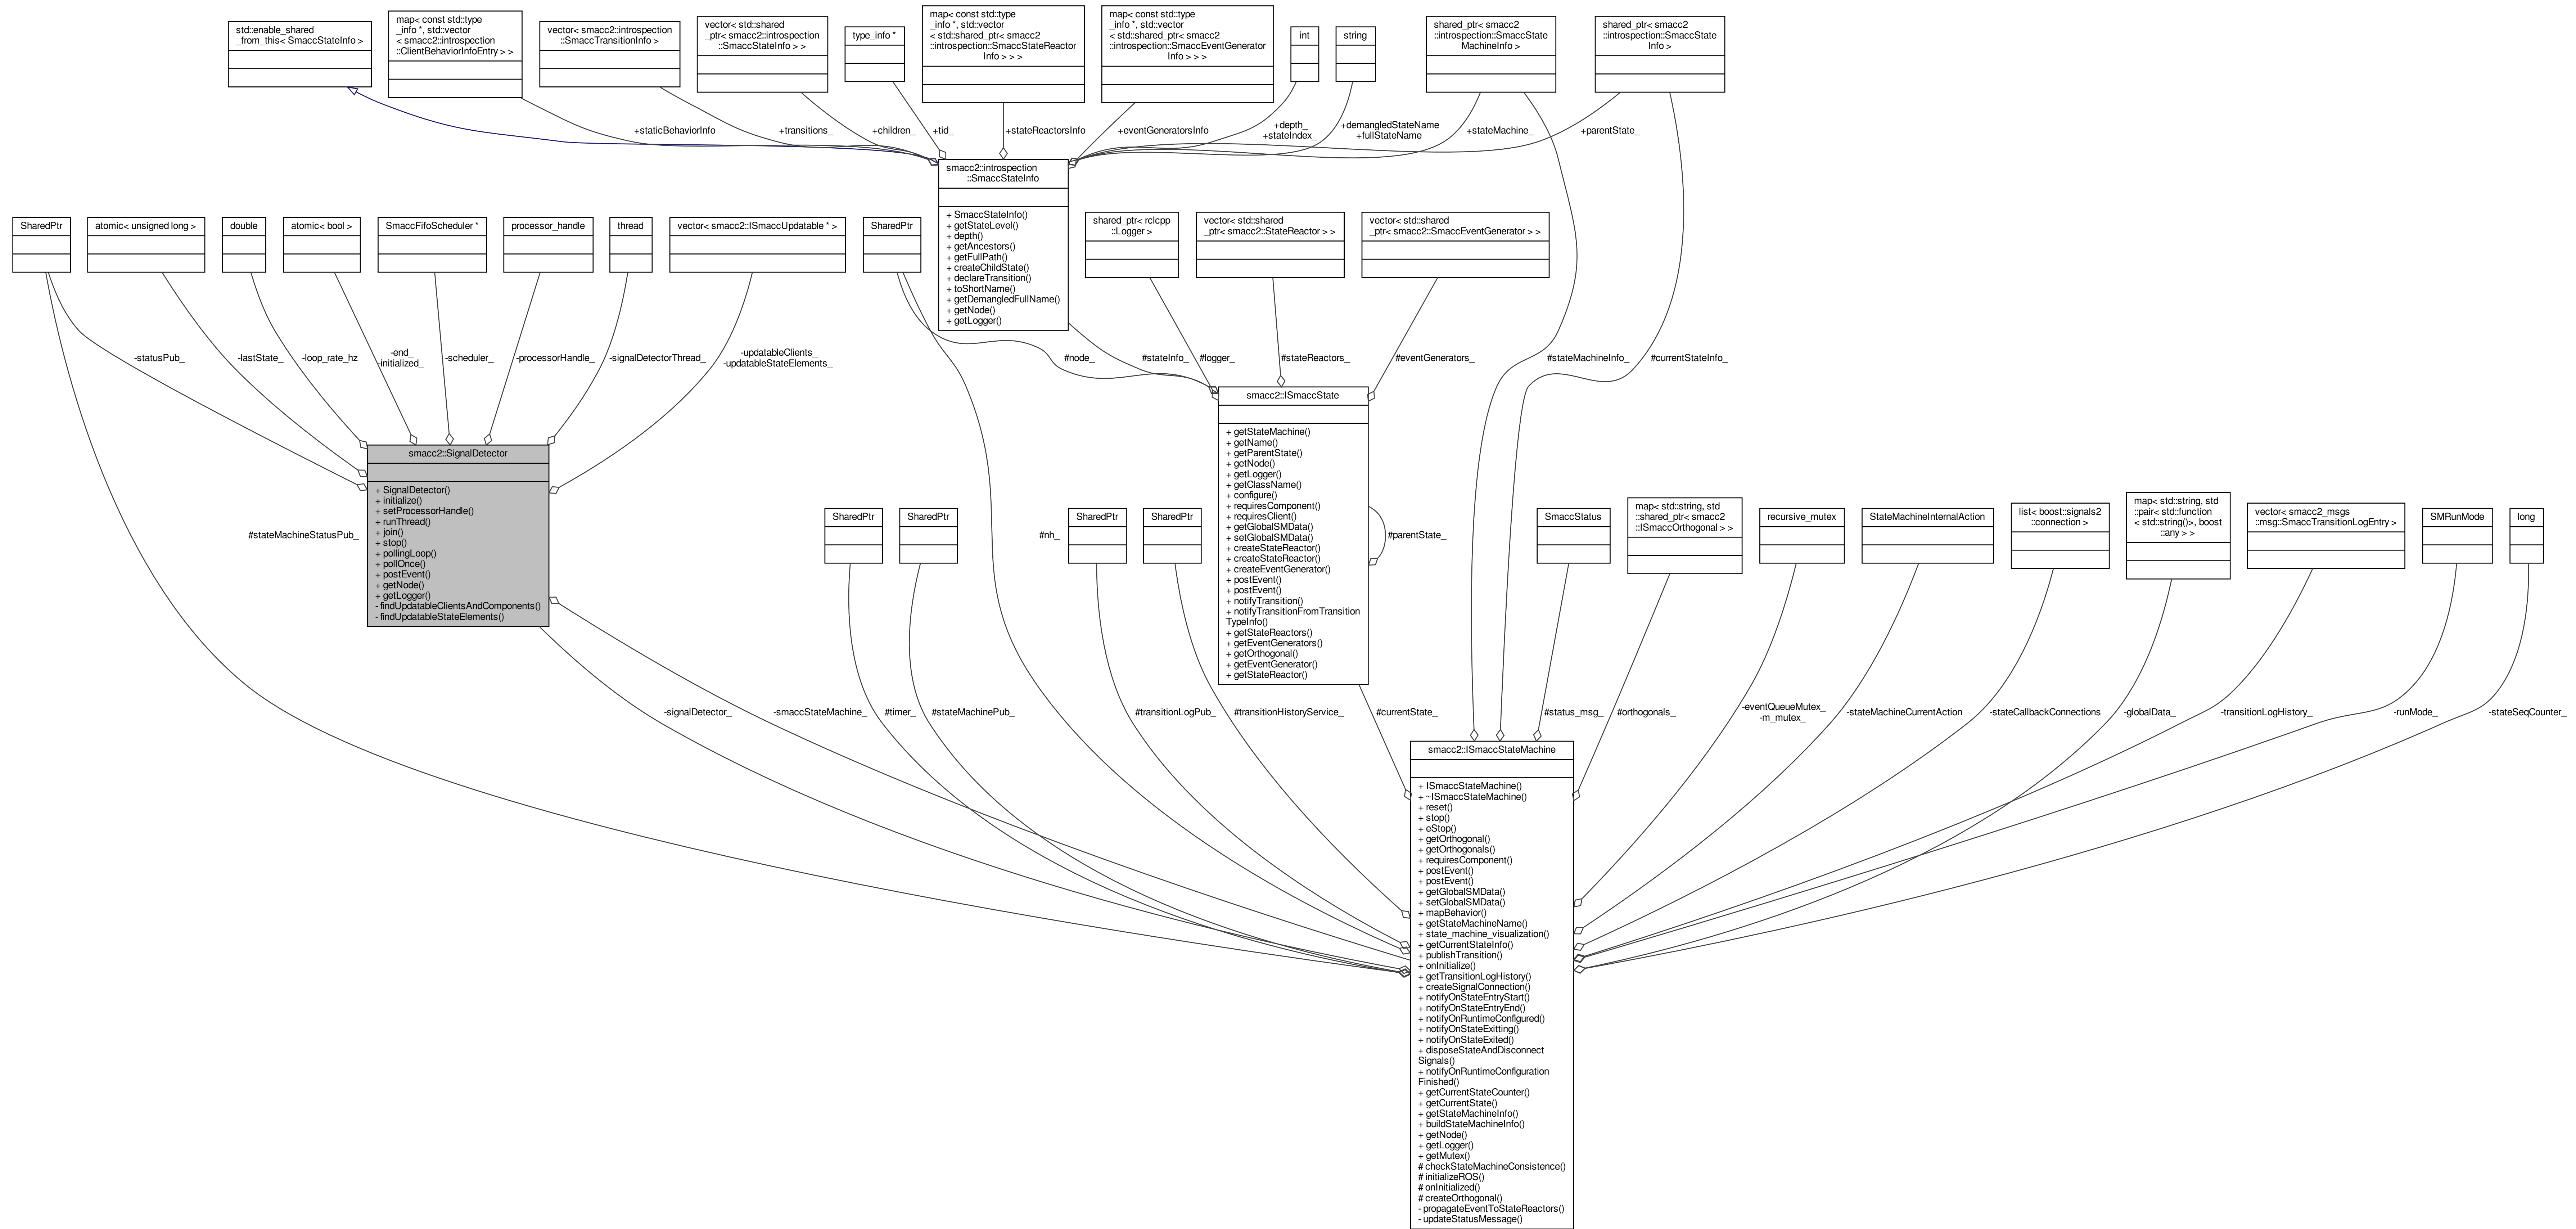 std::enable_shared
_from_this< SmaccStateInfo >
map< const std::type
_info *, std::vector
< smacc2::introspection
::ClientBehaviorInfoEntry > >
vector< smacc2::introspection
::SmaccTransitionInfo >
vector< std::shared
_ptr< smacc2::introspection
::SmaccStateInfo > >
type_info *
map< const std::type
_info *, std::vector
< std::shared_ptr< smacc2
::introspection::SmaccStateReactor
Info > > >
map< const std::type
_info *, std::vector
< std::shared_ptr< smacc2
::introspection::SmaccEventGenerator
Info > > >
int
string
shared_ptr< smacc2
::introspection::SmaccState
MachineInfo >
shared_ptr< smacc2
::introspection::SmaccState
Info >
+staticBehaviorInfo
+transitions_
+children_
+tid_
+stateReactorsInfo
+eventGeneratorsInfo
+depth_
+stateIndex_
+demangledStateName
+fullStateName
+stateMachine_
+parentState_
smacc2::introspection
::SmaccStateInfo
+ SmaccStateInfo()
+ getStateLevel()
+ depth()
+ getAncestors()
+ getFullPath()
+ createChildState()
+ declareTransition()
+ toShortName()
+ getDemangledFullName()
+ getNode()
+ getLogger()
SharedPtr
atomic< unsigned long >
double
atomic< bool >
SmaccFifoScheduler *
processor_handle
thread
vector< smacc2::ISmaccUpdatable * >
SharedPtr
shared_ptr< rclcpp
::Logger >
vector< std::shared
_ptr< smacc2::StateReactor > >
vector< std::shared
_ptr< smacc2::SmaccEventGenerator > >
-statusPub_
-lastState_
-loop_rate_hz
-end_
-initialized_
-scheduler_
-processorHandle_
-signalDetectorThread_
-updatableClients_
-updatableStateElements_
#node_
#stateInfo_
#logger_
#stateReactors_
#eventGenerators_
#stateMachineInfo_
#currentStateInfo_
smacc2::SignalDetector
+ SignalDetector()
+ initialize()
+ setProcessorHandle()
+ runThread()
+ join()
+ stop()
+ pollingLoop()
+ pollOnce()
+ postEvent()
+ getNode()
+ getLogger()
- findUpdatableClientsAndComponents()
- findUpdatableStateElements()
smacc2::ISmaccState
+ getStateMachine()
+ getName()
+ getParentState()
+ getNode()
+ getLogger()
+ getClassName()
+ configure()
+ requiresComponent()
+ requiresClient()
+ getGlobalSMData()
+ setGlobalSMData()
+ createStateReactor()
+ createStateReactor()
+ createEventGenerator()
+ postEvent()
+ postEvent()
+ notifyTransition()
+ notifyTransitionFromTransition
TypeInfo()
+ getStateReactors()
+ getEventGenerators()
+ getOrthogonal()
+ getEventGenerator()
+ getStateReactor()
#parentState_
#stateMachineStatusPub_
SharedPtr
SharedPtr
#nh_
SharedPtr
SharedPtr
SmaccStatus
map< std::string, std
::shared_ptr< smacc2
::ISmaccOrthogonal > >
recursive_mutex
StateMachineInternalAction
list< boost::signals2
::connection >
map< std::string, std
::pair< std::function
< std::string()>, boost
::any > >
vector< smacc2_msgs
::msg::SmaccTransitionLogEntry >
SMRunMode
long
-signalDetector_
-smaccStateMachine_
#timer_
#stateMachinePub_
#transitionLogPub_
#transitionHistoryService_
#currentState_
#status_msg_
#orthogonals_
-eventQueueMutex_
-m_mutex_
-stateMachineCurrentAction
-stateCallbackConnections
-globalData_
-transitionLogHistory_
-runMode_
-stateSeqCounter_
smacc2::ISmaccStateMachine
+ ISmaccStateMachine()
+ ~ISmaccStateMachine()
+ reset()
+ stop()
+ eStop()
+ getOrthogonal()
+ getOrthogonals()
+ requiresComponent()
+ postEvent()
+ postEvent()
+ getGlobalSMData()
+ setGlobalSMData()
+ mapBehavior()
+ getStateMachineName()
+ state_machine_visualization()
+ getCurrentStateInfo()
+ publishTransition()
+ onInitialize()
+ getTransitionLogHistory()
+ createSignalConnection()
+ notifyOnStateEntryStart()
+ notifyOnStateEntryEnd()
+ notifyOnRuntimeConfigured()
+ notifyOnStateExitting()
+ notifyOnStateExited()
+ disposeStateAndDisconnect
Signals()
+ notifyOnRuntimeConfiguration
Finished()
+ getCurrentStateCounter()
+ getCurrentState()
+ getStateMachineInfo()
+ buildStateMachineInfo()
+ getNode()
+ getLogger()
+ getMutex()
# checkStateMachineConsistence()
# initializeROS()
# onInitialized()
# createOrthogonal()
- propagateEventToStateReactors()
- updateStatusMessage()